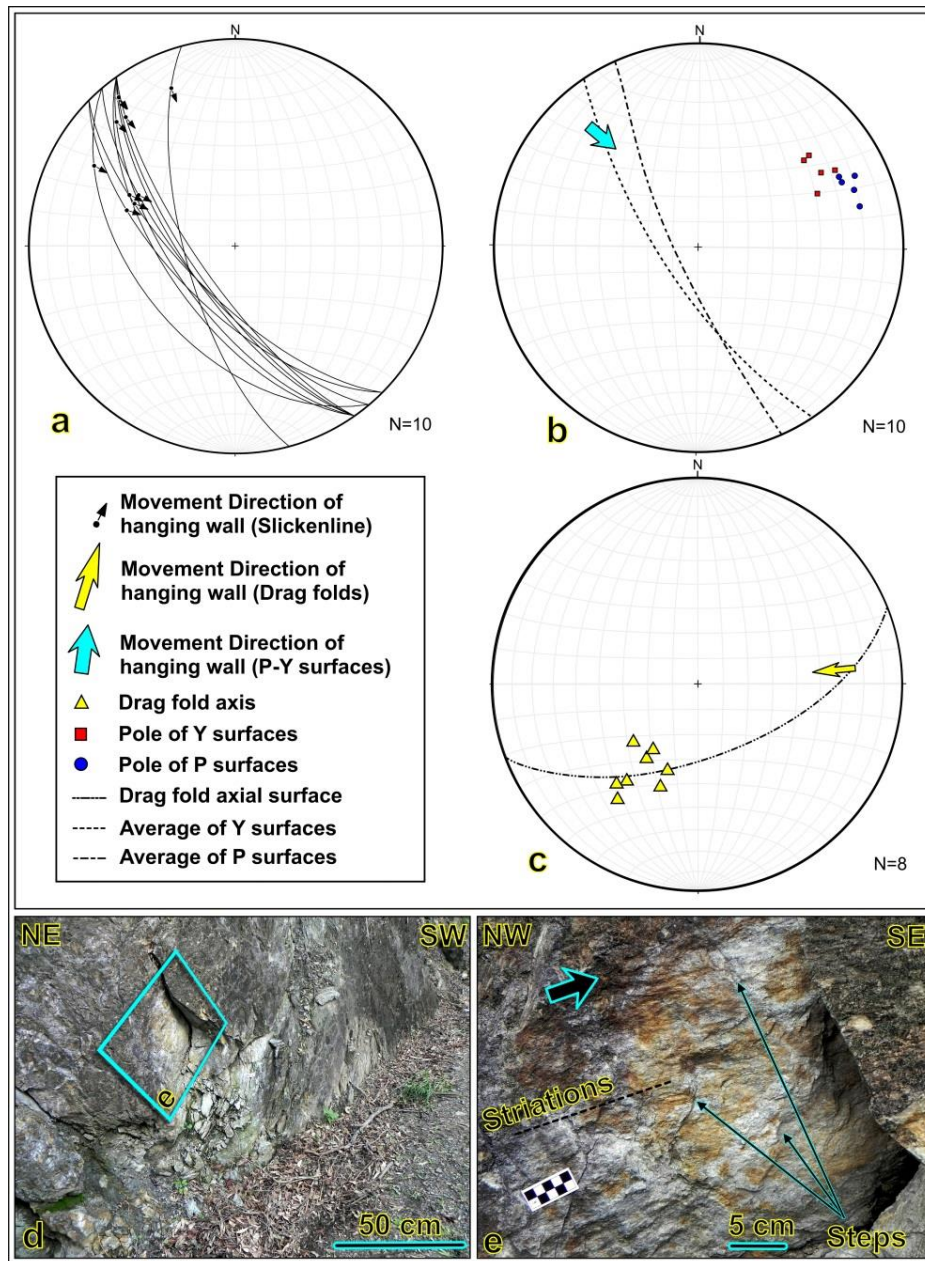 N
a
N=10
N
b
N=10
Movement Direction of
hanging wall (Slickenline)
Movement Direction of
hanging wall (Drag folds)
Movement Direction of
hanging wall (P-Y surfaces)
Drag fold axis
Pole of Y surfaces
Pole of P surfaces
Drag fold axial surface
Average of Y surfaces
Average of P surfaces
N
c
N=8
NE
SW
e
d
50 cm
NW
SE
Striations
e
5 cm
Steps